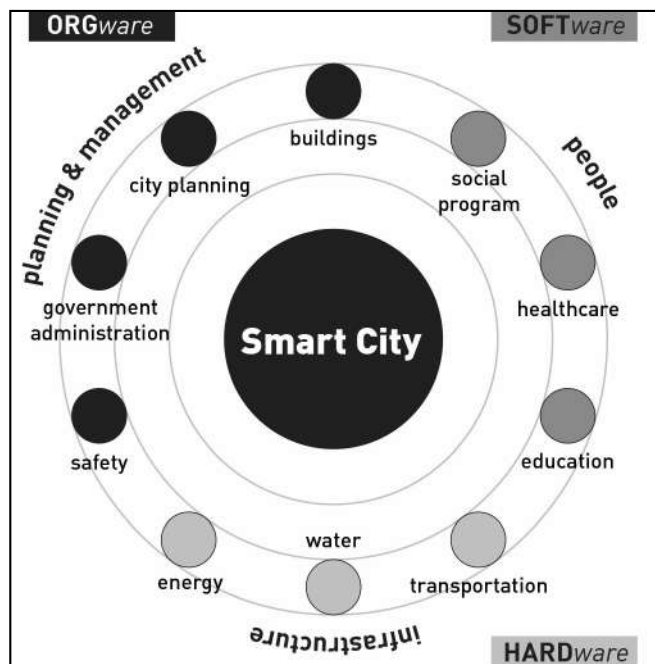 ORGware
SOFTware
planning & management
people
buildings
city planning
social
program
government
administration
healthcare
Smart City
safety
education
energy
water
transportation
infrastructure
HARDware